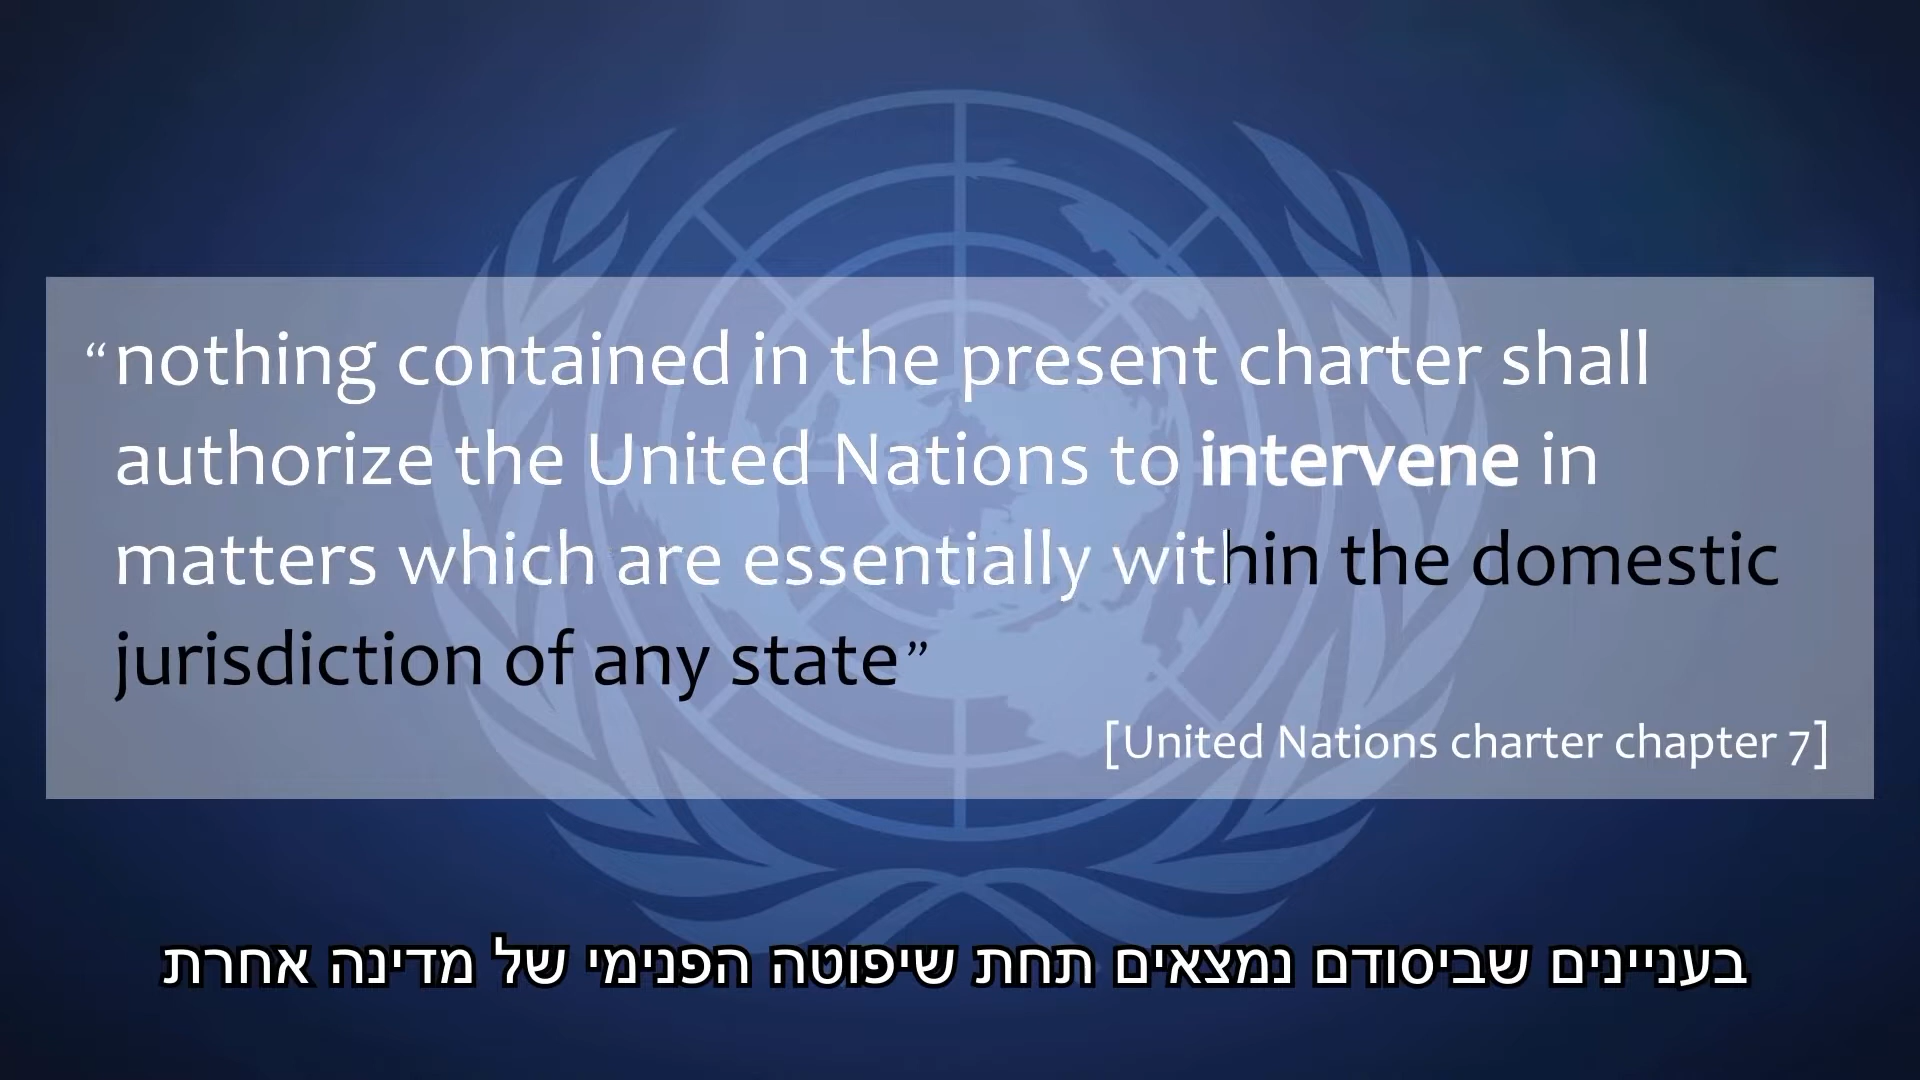 “nothing contained in the present charter shall
authorize the United Nations to intervene in
matters which are essentially within the domestic
jurisdiction of any state”
[United Nations charter chapter 7]
בעניינים שביסודם נמצאים תחת שיפוטה הפנימי של מדינה אחרת